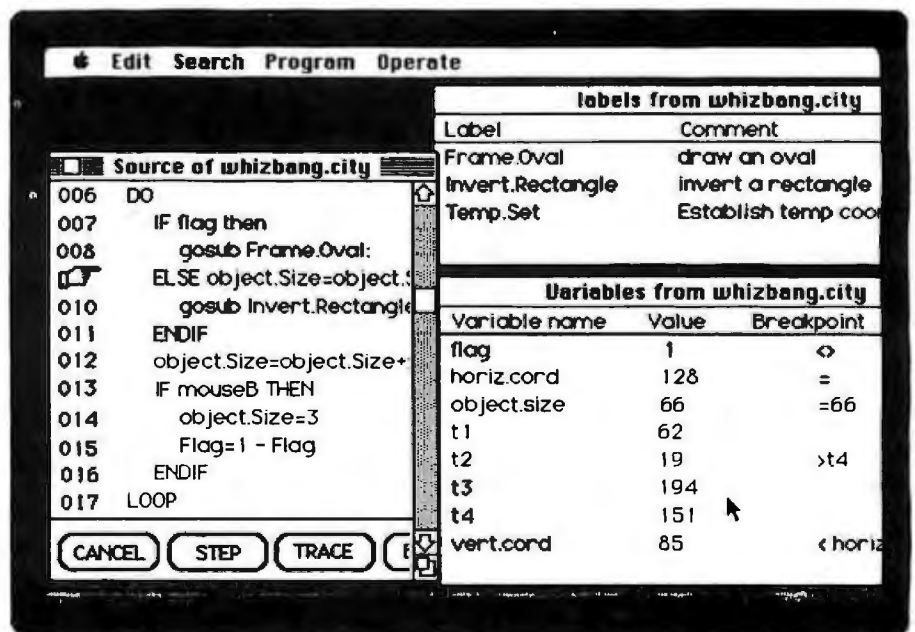 Edit Search Program Operate
labels from whizbang.city
Label Comment
Frame.Oval draw an oval
Invert.Rectangle invert a rectangle
Temp.Set Establish temp coor
Source of whizbang.city
006 DO
007 IF flag then
008 gosub Frame.Oval:
ELSE object.Size=object.S
010 gosub Invert.Rectangle
011 ENDIF
012 object.Size=object.Size+
013 IF mouseB THEN
014 object.Size=3
015 Flag=1 - Flag
016 ENDIF
017 LOOP
CANCEL STEP TRACE
Variables from whizbang.city
Variable name Value Breakpoint
flag 1 <>
horiz.cord 128 =
object.size 66 =66
t1 62
t2 19 >t4
t3 194
t4 151
vert.cord 85 < horiz